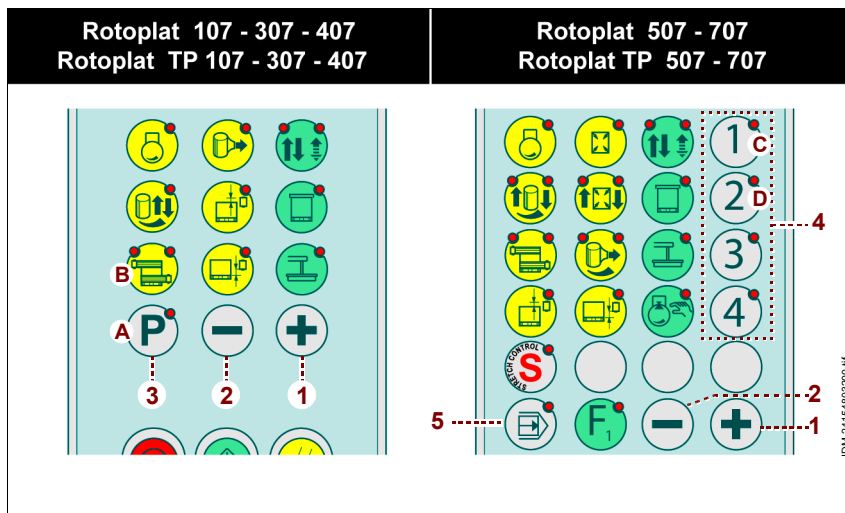 Rotoplat 107 - 307 - 407
Rotoplat TP 107 - 307 - 407
Rotoplat 507 - 707
Rotoplat TP 507 - 707
B
A
P
3
2
1
1
C
2
D
3
4
4
STRETCH CONTROL
S
F1
2
1
5